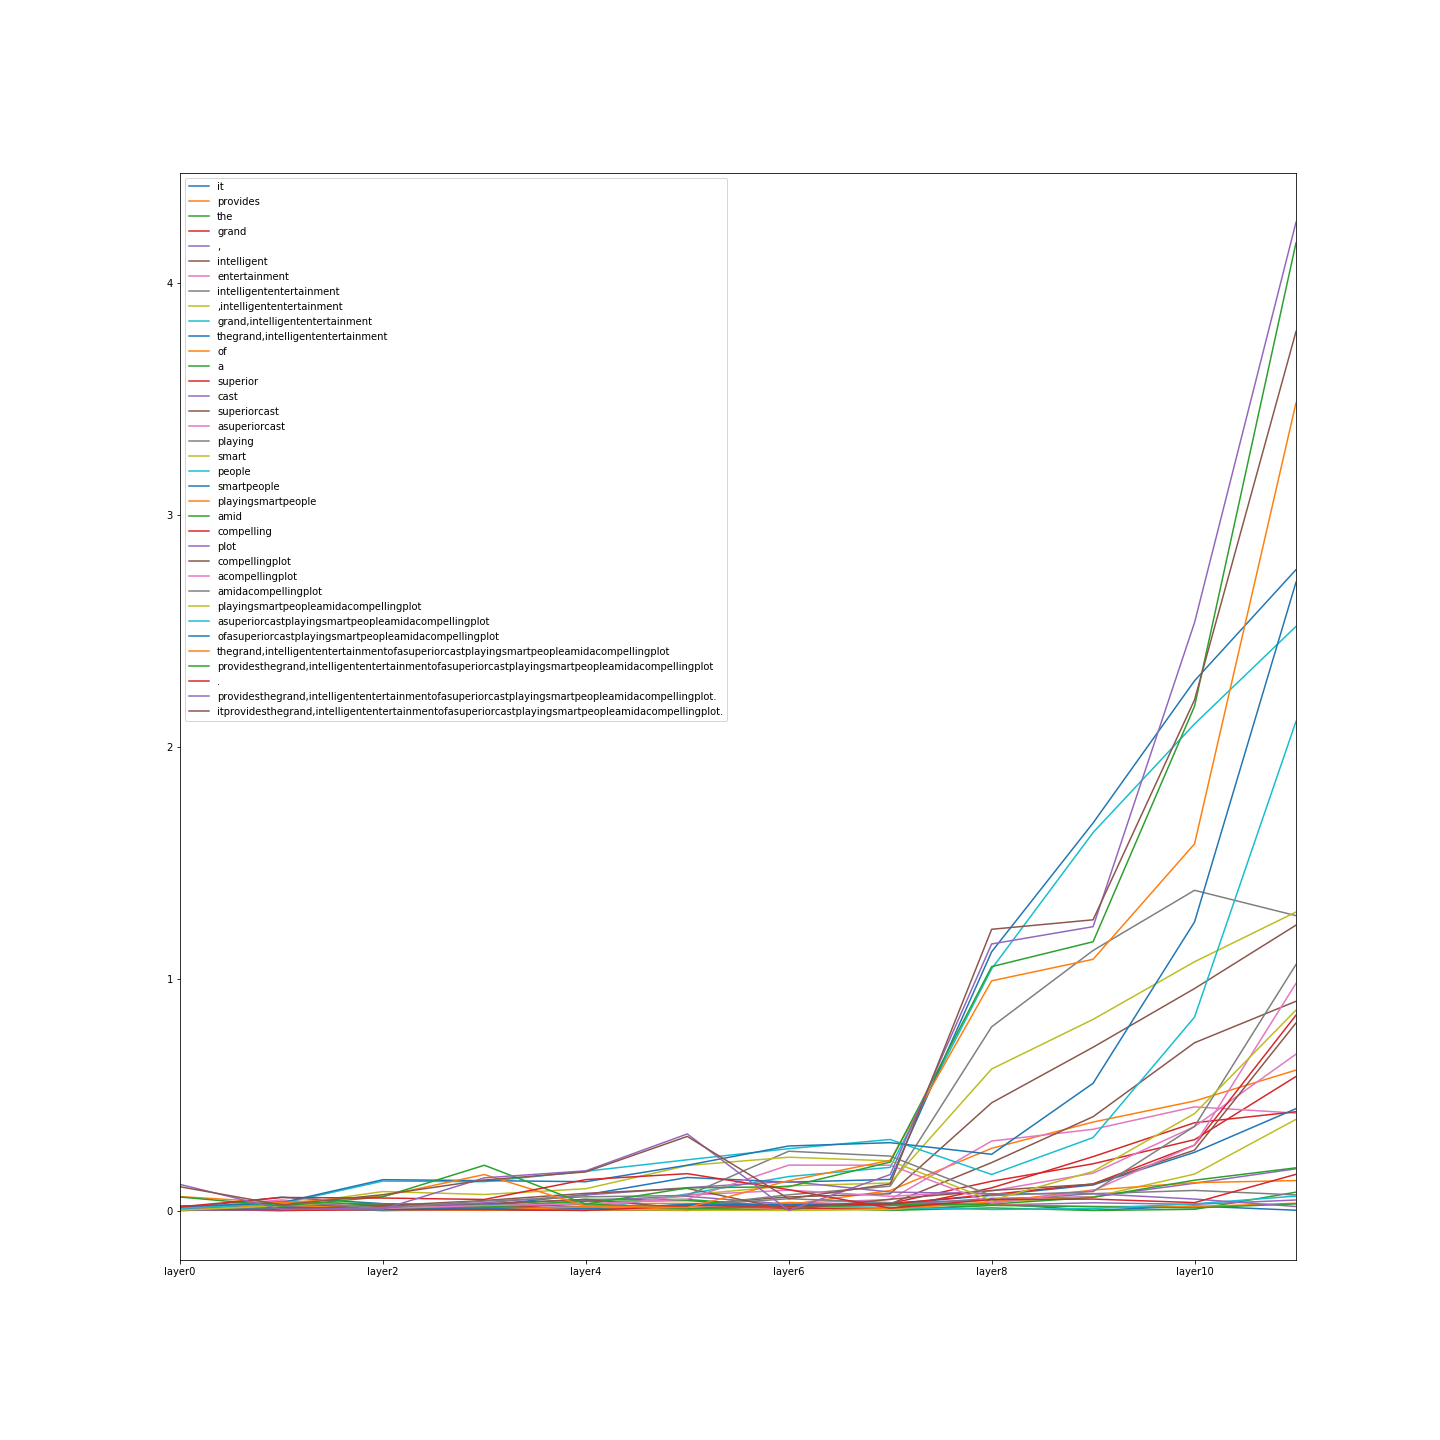 it
provides
the
grand
,
intelligent
entertainment
intelligententertainment
,intelligententertainment
grand,intelligententertainment
thegrand,intelligententertainment
of
a
superior
cast
superiorcast
asuperiorcast
playing
smart
people
smartpeople
playingsmartpeople
amid
compelling
plot
compellingplot
acompellingplot
amidacompellingplot
playingsmartpeopleamidacompellingplot
asuperiorcastplayingsmartpeopleamidacompellingplot
ofasuperiorcastplayingsmartpeopleamidacompellingplot
thegrand,intelligententertainmentofasuperiorcastplayingsmartpeopleamidacompellingplot
providesthegrand,intelligententertainmentofasuperiorcastplayingsmartpeopleamidacompellingplot
.
providesthegrand,intelligententertainmentofasuperiorcastplayingsmartpeopleamidacompellingplot.
itprovidesthegrand,intelligententertainmentofasuperiorcastplayingsmartpeopleamidacompellingplot.
4
3
2
1
0
layer0 layer2 layer4 layer6 layer8 layer10